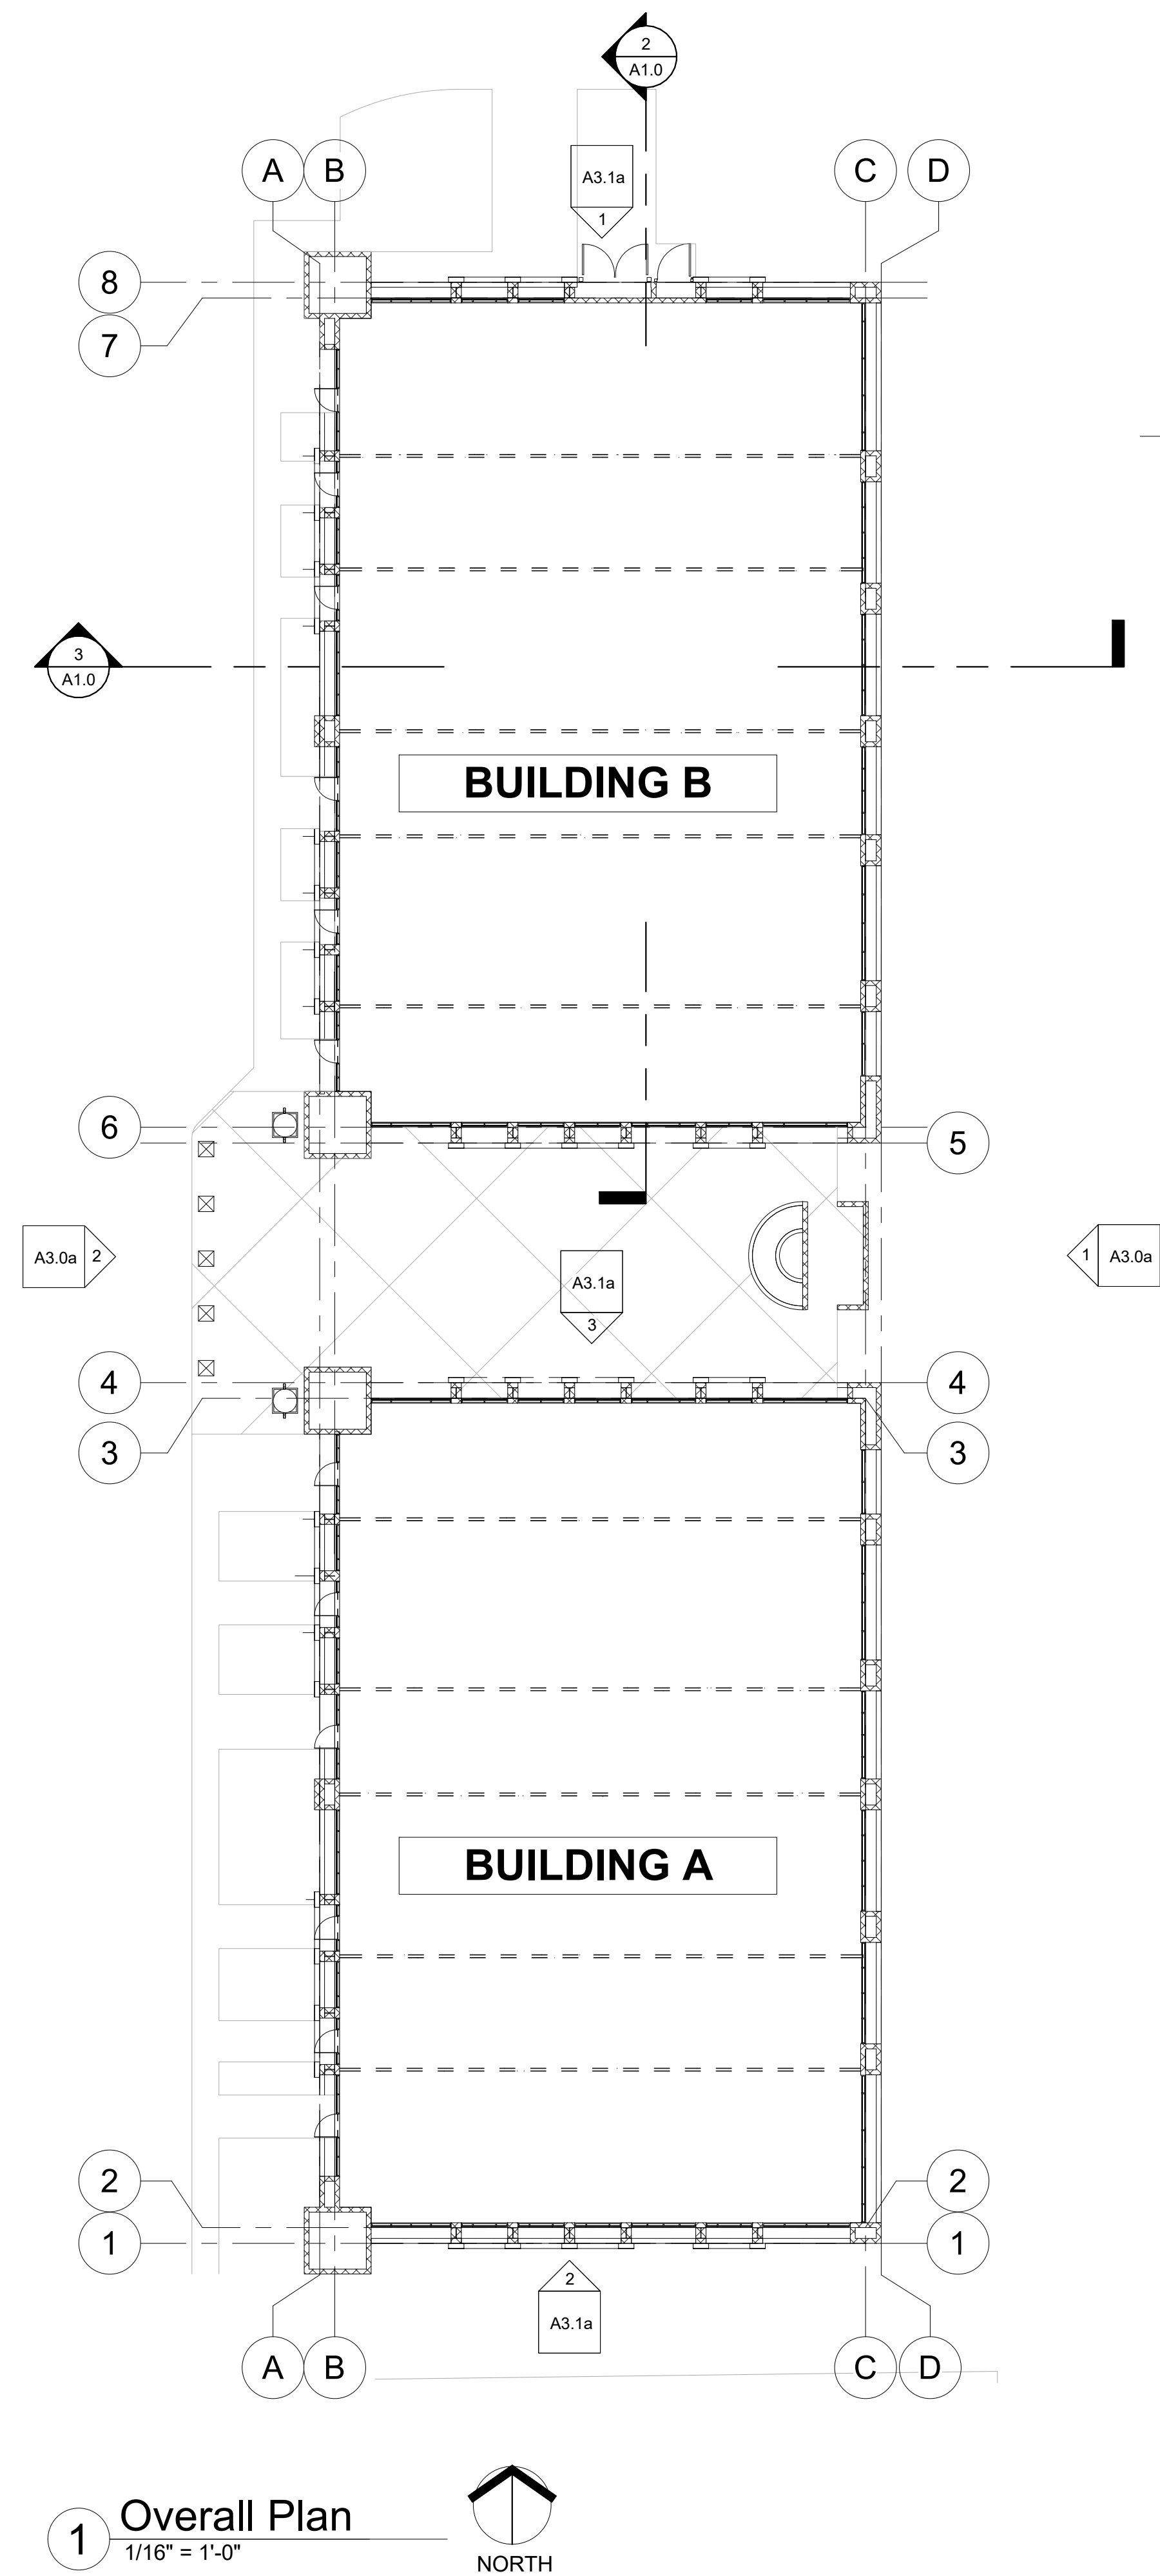 2
A1.0
A
B
A3.1a
1
C
D
8
7
3
A1.0
BUILDING B
6
5
A3.0a
2
A3.1a
3
1
A3.0a
4
4
3
3
BUILDING A
2
2
1
1
2
A3.1a
A
B
C
D
1
Overall Plan
1/16" = 1'-0"
NORTH